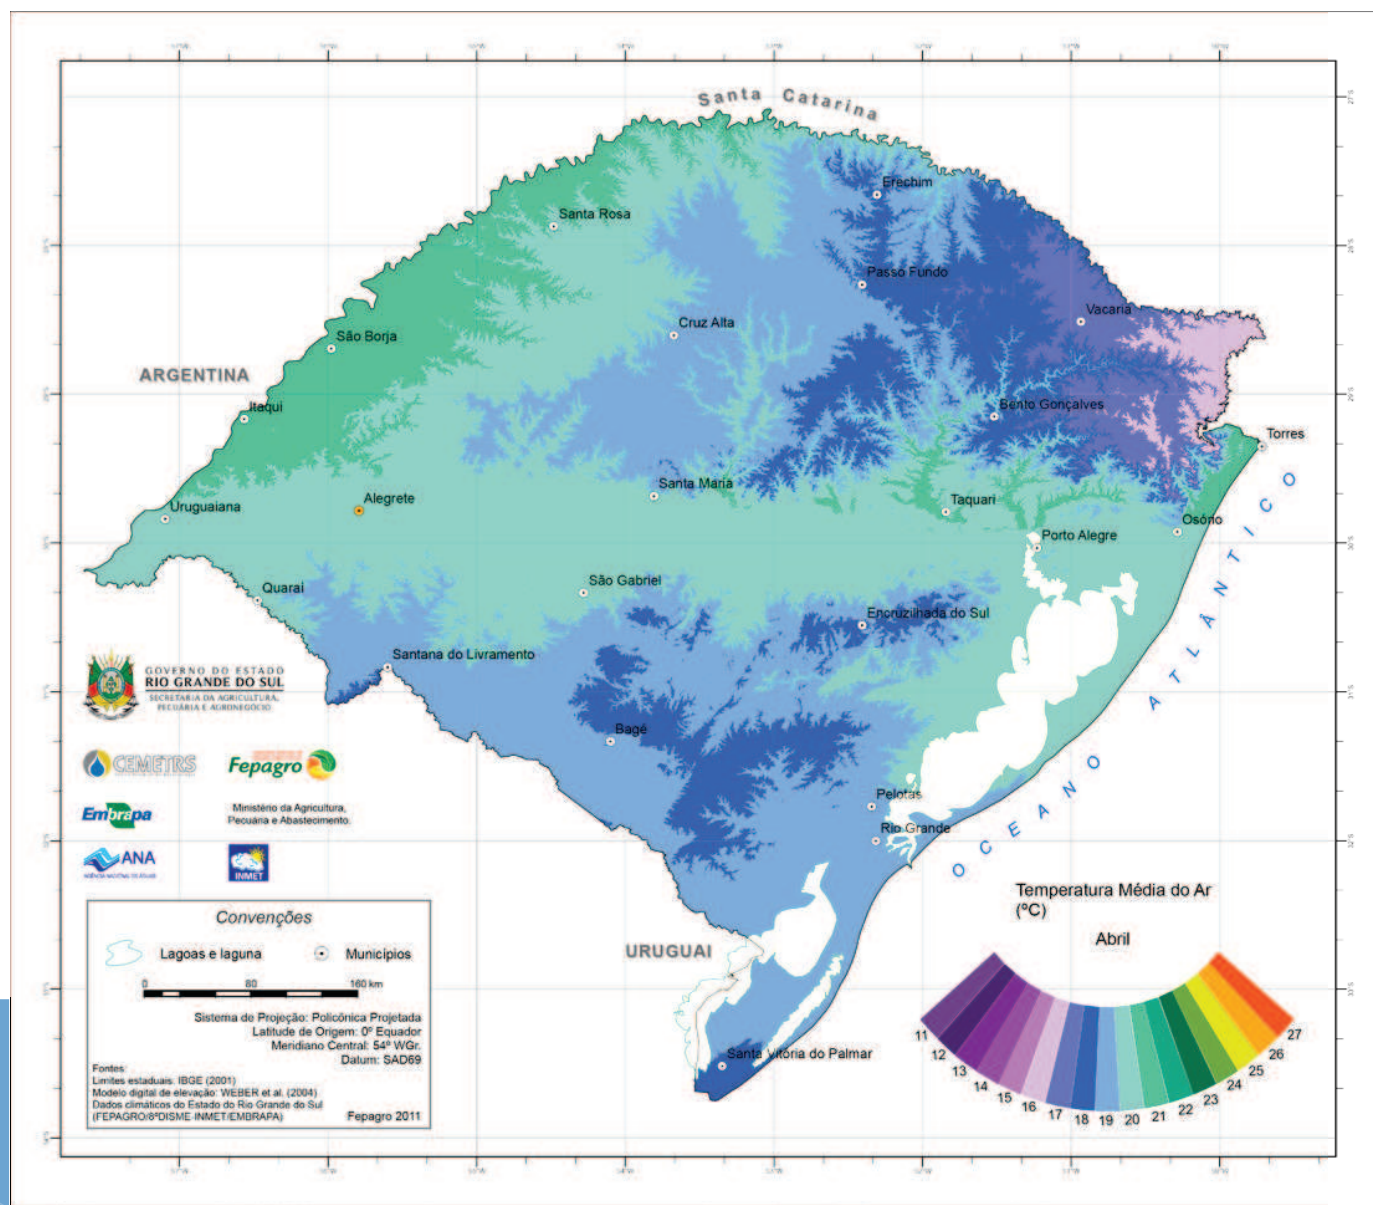 Santa Catarina
Erechim
Santa Rosa
Passo Fundo
Vacaria
Cruz Alta
São Borja
ARGENTINA
Itaqui
Bento Gonçalves
Torres
Santa Maria
Alegrete
Taquari
Uruguaiana
Osório
Porto Alegre
Quarai
São Gabriel
Encruzilhada do Sul
Santana do Livramento
Bagé
Pelotas
Rio Grande
OCEANO ATLÂNTICO
URUGUAI
Santa Vitória do Palmar
GOVERNO DO ESTADO
RIO GRANDE DO SUL
SECRETARIA DA AGRICULTURA,
PECUÁRIA E AGRONEGÓCIO
CEMETRS
Fepagro
Embrapa
Ministério da Agricultura,
Pecuária e Abastecimento.
ANA
INMET
Convenções
Lagoas e laguna
Municípios
0 80 160 km
Sistema de Projeção: Policônica Projetada
Latitude de Origem: 0º Equador
Meridiano Central: 54º WGr.
Datum: SAD69
Fontes:
Limites estaduais: IBGE (2001)
Modelo digital de elevação: WEBER et al. (2004)
Dados climáticos do Estado do Rio Grande do Sul
(FEPAGRO/8ºDISME-INMET/EMBRAPA)
Fepagro 2011
Temperatura Média do Ar
(ºC)
Abril
11 12 13 14 15 16 17 18 19 20 21 22 23 24 25 26 27